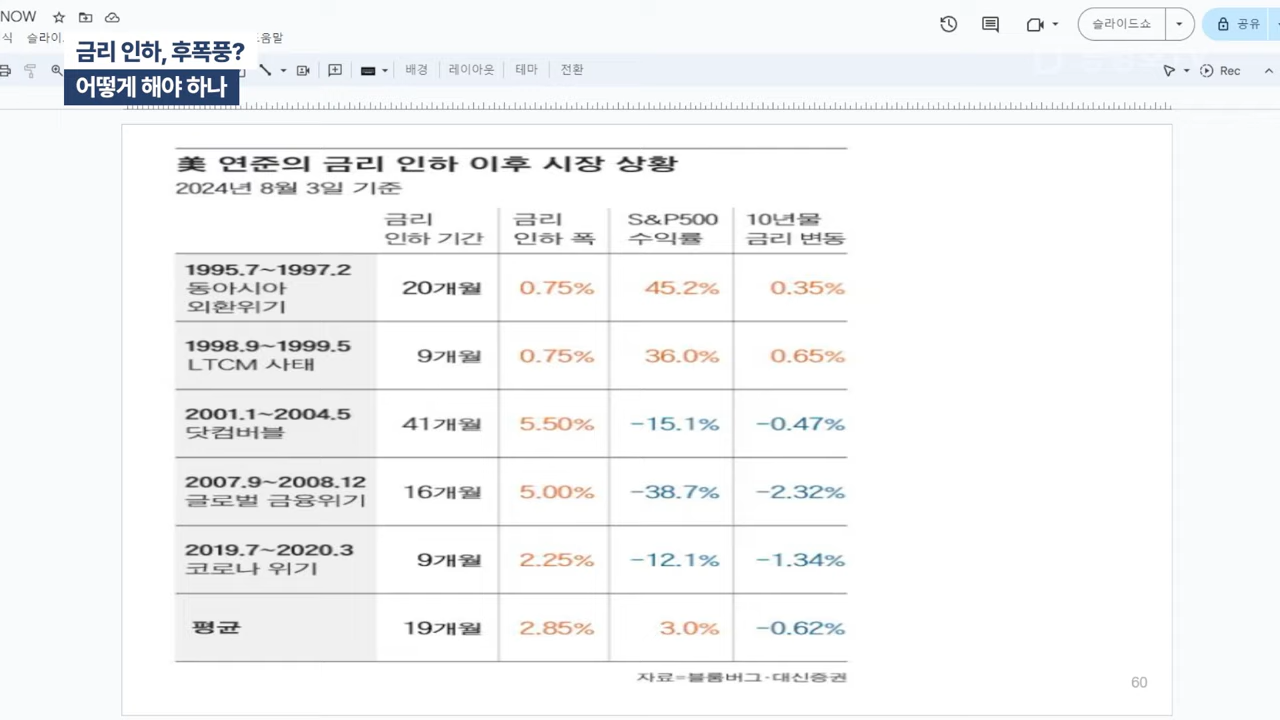 NOW
식 슬라이
움말
금리 인하, 후폭풍?
어떻게 해야 하나
배경 레이아웃 테마 전환
슬라이드쇼
공유
Rec
美 연준의 금리 인하 이후 시장 상황
2024년 8월 3일 기준
금리 인하 기간 금리 인하 폭 S&P500 수익률 10년물 금리 변동
1995.7~1997.2
동아시아
외환위기
20개월 0.75% 45.2% 0.35%
1998.9~1999.5
LTCM 사태
9개월 0.75% 36.0% 0.65%
2001.1~2004.5
닷컴버블
41개월 5.50% -15.1% -0.47%
2007.9~2008.12
글로벌 금융위기
16개월 5.00% -38.7% -2.32%
2019.7~2020.3
코로나 위기
9개월 2.25% -12.1% -1.34%
평균 19개월 2.85% 3.0% -0.62%
자료=블룸버그·대신증권
60